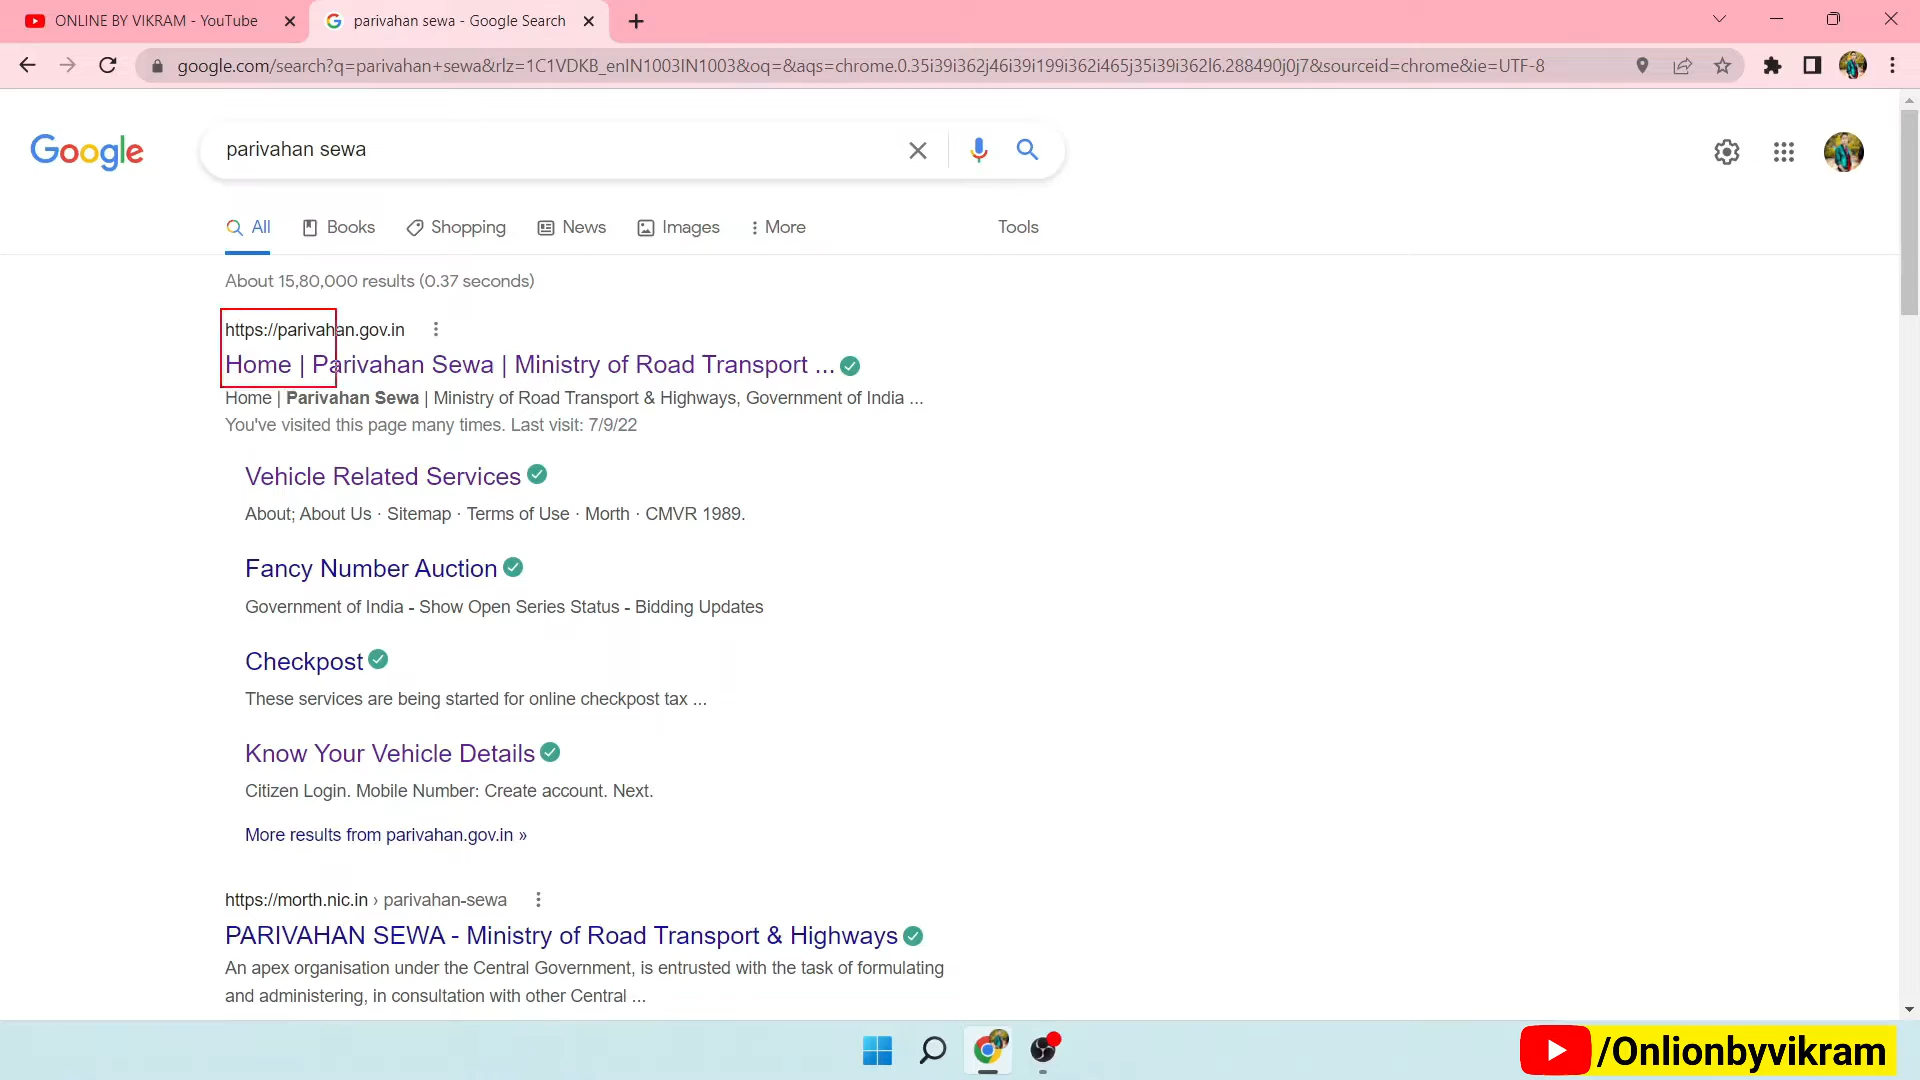 ONLINE BY VIKRAM - YouTube
parivahan sewa - Google Search
google.com/search?q=parivahan+sewa&rlz=1C1VDKB_enIN1003IN1003&oq=&aqs=chrome.0.35i39i362j46i39i199i362i465j35i39i362l6.288490j0j7&sourceid=chrome&ie=UTF-8
Google
parivahan sewa
All Books Shopping News Images More Tools
About 15,80,000 results (0.37 seconds)
https://parivahan.gov.in
Home | Parivahan Sewa | Ministry of Road Transport ...
Home | Parivahan Sewa | Ministry of Road Transport & Highways, Government of India ...
You've visited this page many times. Last visit: 7/9/22
Vehicle Related Services
About; About Us · Sitemap · Terms of Use · Morth · CMVR 1989.
Fancy Number Auction
Government of India - Show Open Series Status - Bidding Updates
Checkpost
These services are being started for online checkpost tax ...
Know Your Vehicle Details
Citizen Login. Mobile Number: Create account. Next.
More results from parivahan.gov.in »
https://morth.nic.in › parivahan-sewa
PARIVAHAN SEWA - Ministry of Road Transport & Highways
An apex organisation under the Central Government, is entrusted with the task of formulating
and administering, in consultation with other Central ...
/Onlionbyvikram